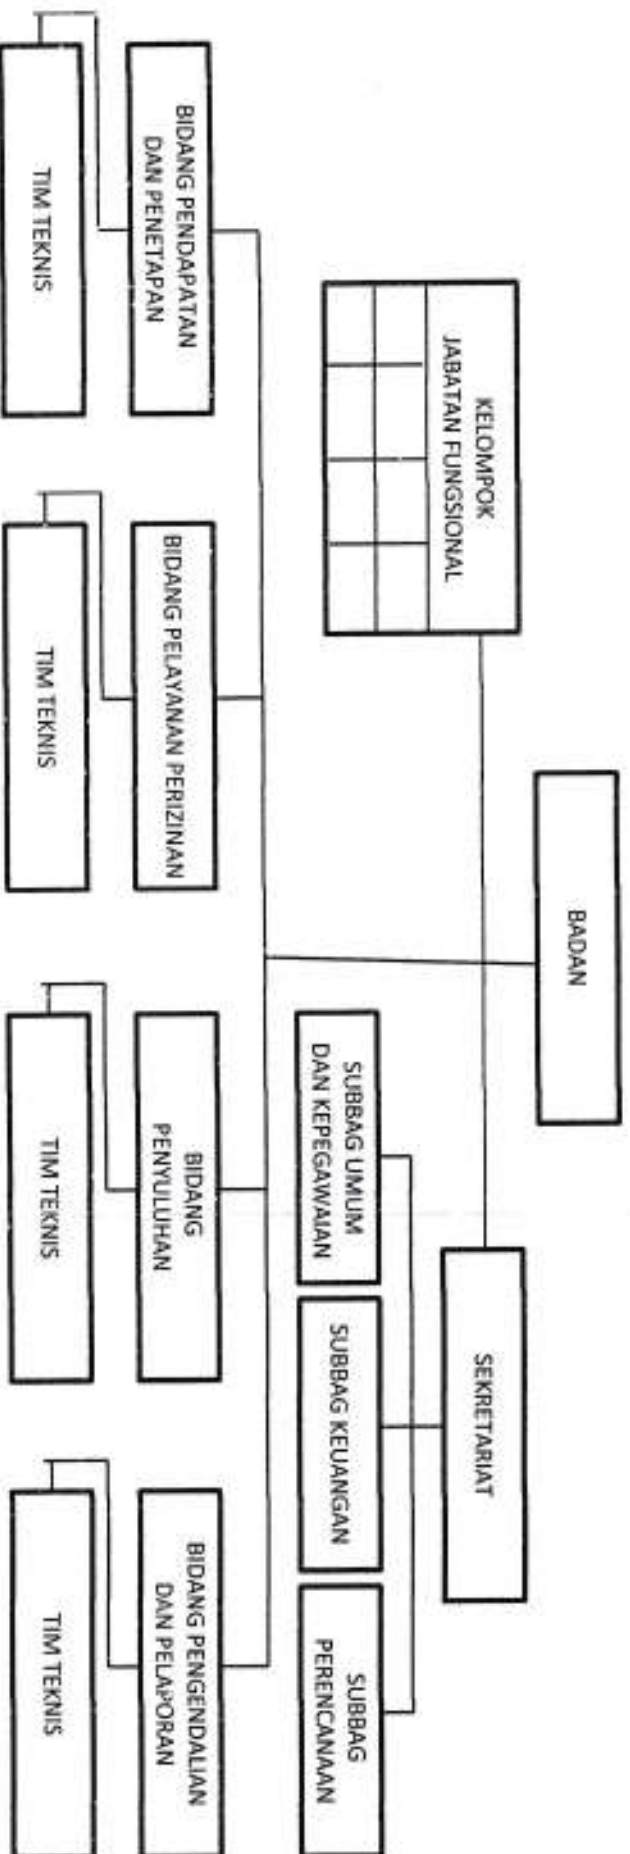 BADAN
KELOMPOK
JABATAN FUNGSIONAL
SEKRETARIAT
SUBBAG UMUM
DAN KEPEGAWAIAN
SUBBAG KEUANGAN
SUBBAG
PERENCANAAN
BIDANG PENDAPATAN
DAN PENETAPAN
BIDANG PELAYANAN PERIZINAN
BIDANG
PENYULUHAN
BIDANG PENGENDALIAN
DAN PELAPORAN
TIM TEKNIS
TIM TEKNIS
TIM TEKNIS
TIM TEKNIS